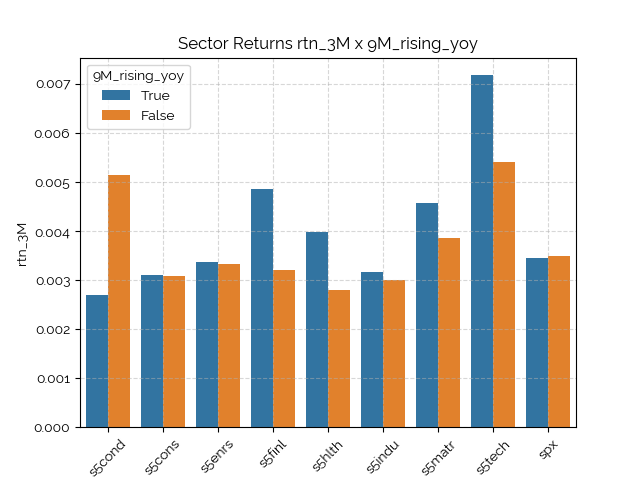 Sector Returns rtn_3M x 9M_rising_yoy
9M_rising_yoy
True
False
rtn_3M
0.007
0.006
0.005
0.004
0.003
0.002
0.001
0.000
s5cond
s5cons
s5enrs
s5finl
s5hlth
s5indu
s5matr
s5tech
spx